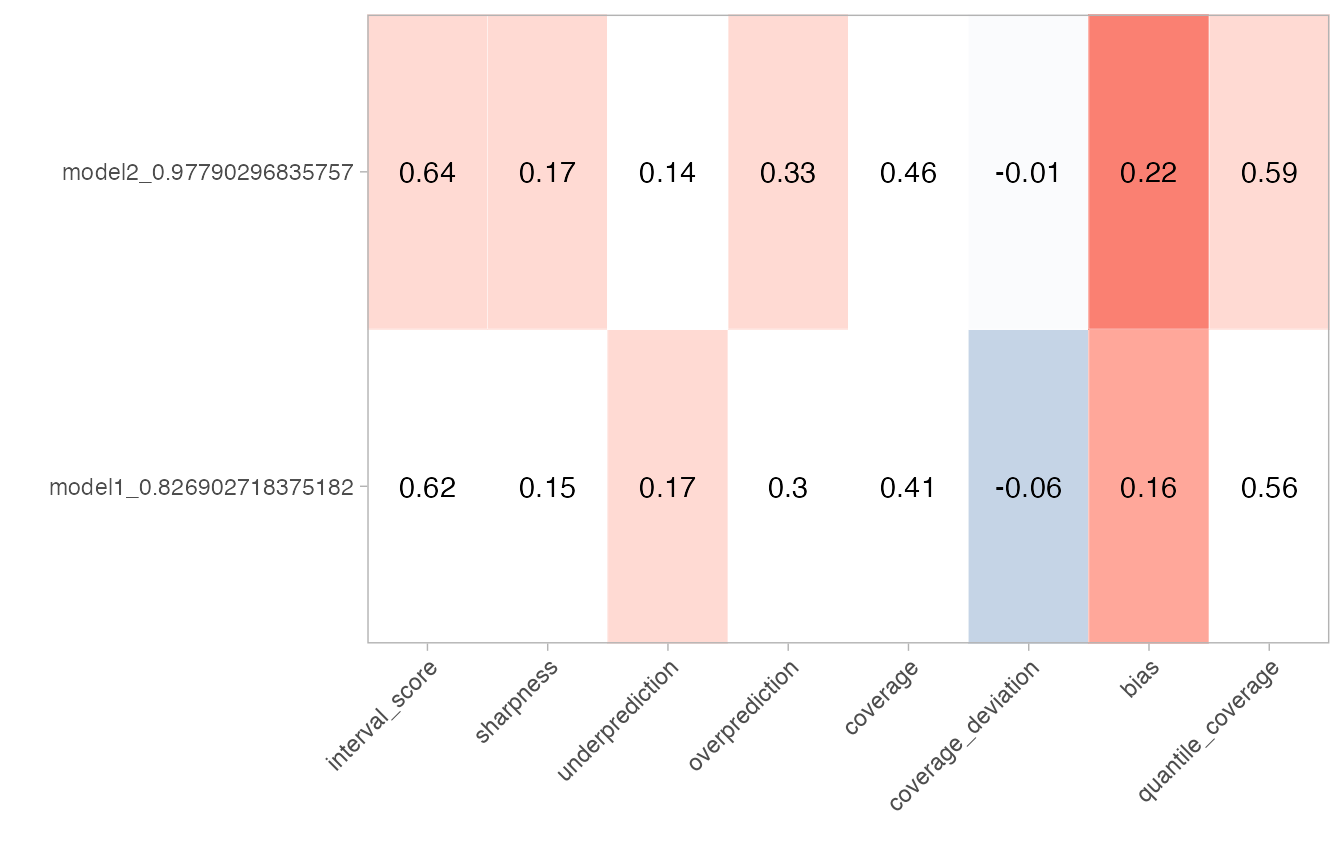 model2_0.97790296835757 0.64 0.17 0.14 0.33 0.46 -0.01 0.22 0.59
model1_0.826902718375182 0.62 0.15 0.17 0.3 0.41 -0.06 0.16 0.56
interval_score sharpness underprediction overprediction coverage coverage_deviation bias quantile_coverage